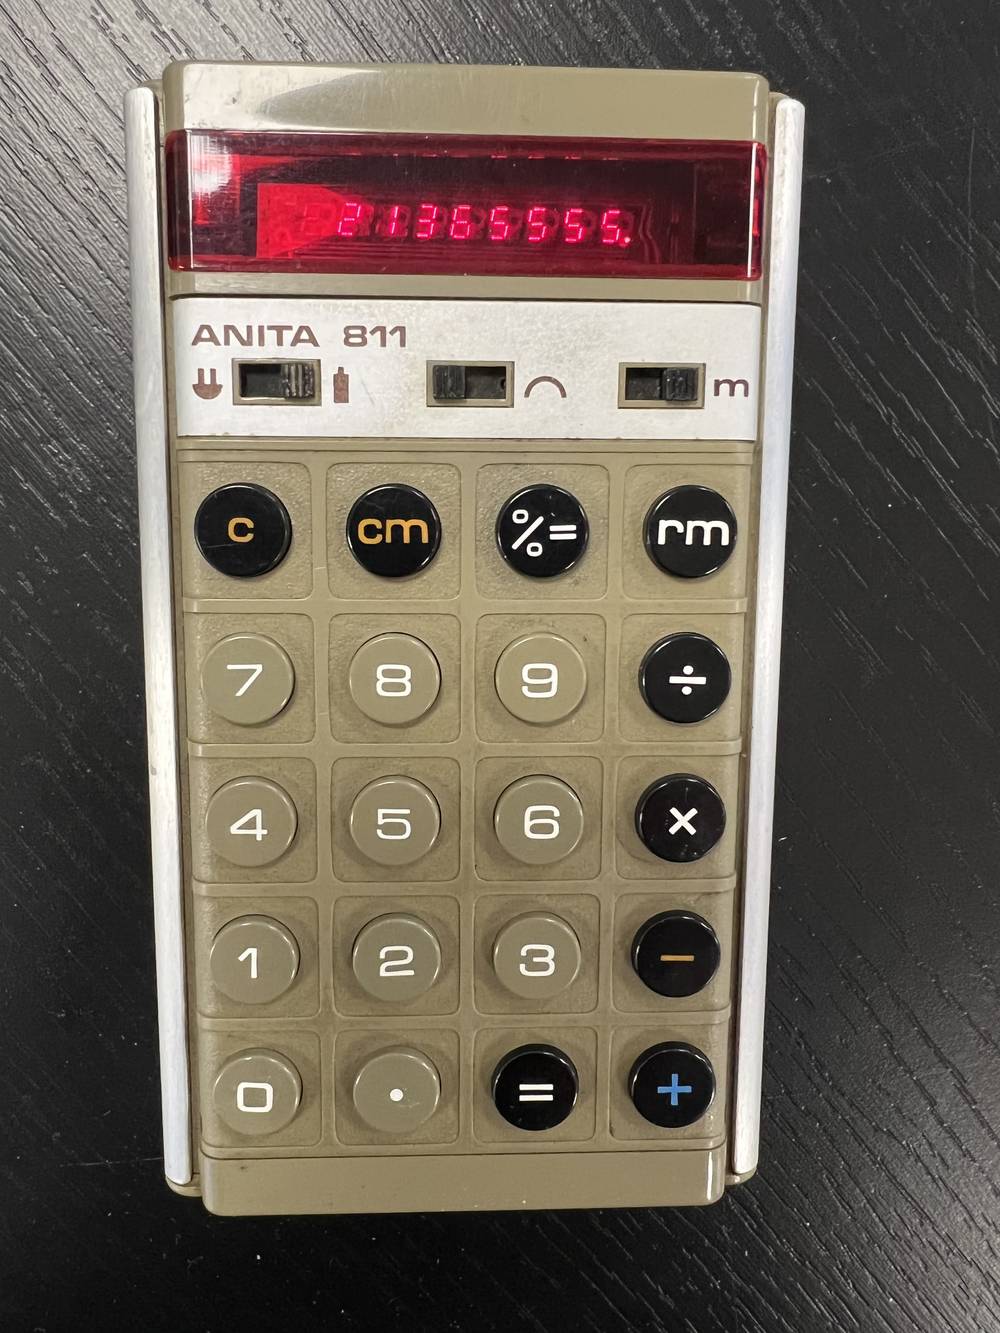 21365555.
ANITA 811
m
c cm %= rm
7 8 9 ÷
4 5 6 ×
1 2 3 −
0 . = +